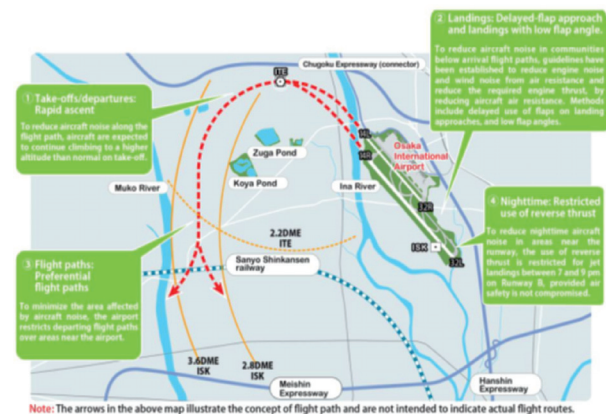 ② Landings: Delayed-flap approach
and landings with low flap angle.
To reduce aircraft noise in communities
below arrival flight paths, guidelines have
been established to reduce engine noise
and wind noise from air resistance and
reduce the required engine thrust, by
reducing aircraft air resistance. Methods
include delayed use of flaps on landing
approaches, and low flap angles.
Chugoku Expressway (connector)
ITE
① Take-offs/departures:
Rapid ascent
To reduce aircraft noise along the
flight path, aircraft are expected
to continue climbing to a higher
altitude than normal on take-off.
14L
14R
Osaka
International
Airport
Zuga Pond
Koya Pond
Muko River
Ina River
32R
④ Nighttime: Restricted
use of reverse thrust
To reduce nighttime aircraft
noise in areas near the
runway, the use of reverse
thrust is restricted for jet
landings between 7 and 9 pm
on Runway B, provided air
safety is not compromised.
2.2DME
ITE
ISK
32L
③ Flight paths:
Preferential
flight paths
To minimize the area affected
by aircraft noise, the airport
restricts departing flight paths
over areas near the airport.
Sanyo Shinkansen
railway
3.6DME
ISK
2.8DME
ISK
Meishin
Expressway
Hanshin
Expressway
Note: The arrows in the above map illustrate the concept of flight path and are not intended to indicate actual flight routes.